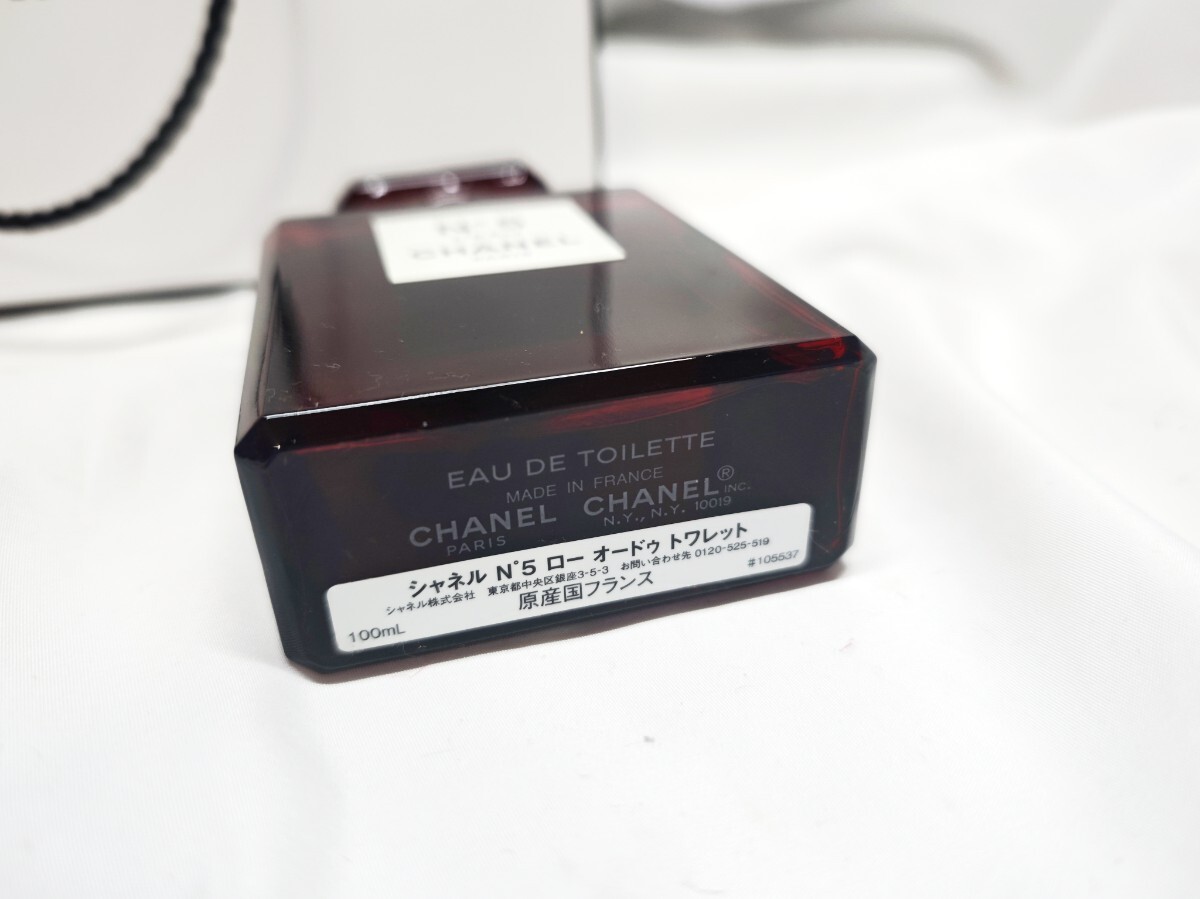 N°5
CHANEL
EAU DE TOILETTE
MADE IN FRANCE
CHANEL CHANEL® INC.
PARIS N.Y., N.Y. 10019
シャネル N°5 ロー オードゥ トワレット
シャネル株式会社 東京都中央区銀座3-5-3 お問い合わせ先 0120-525-519
原産国フランス #105537
100mL